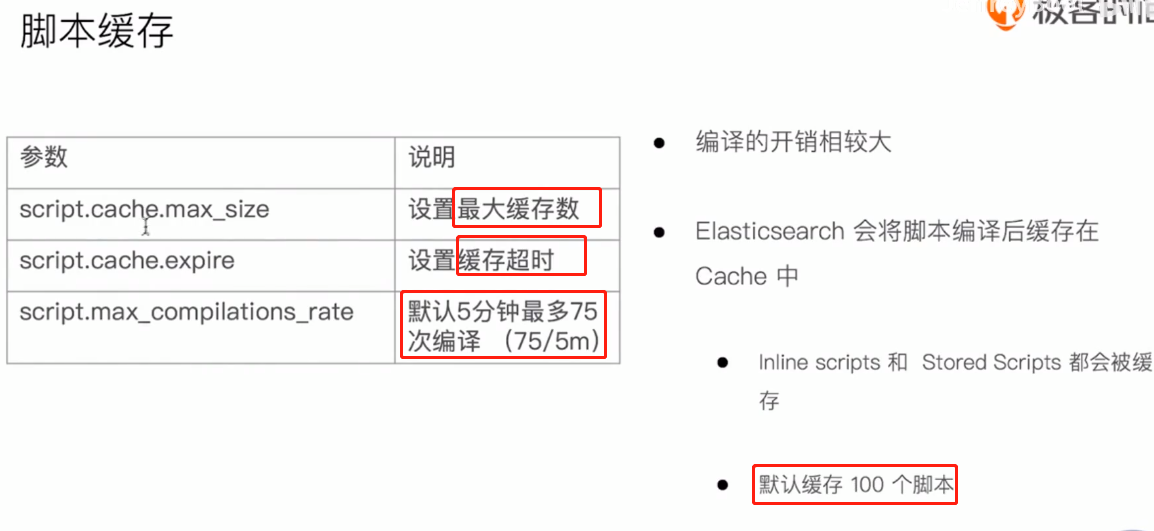 脚本缓存
极客时间
参数
说明
script.cache.max_size
设置最大缓存数
script.cache.expire
设置缓存超时
script.max_compilations_rate
默认5分钟最多75
次编译 （75/5m）
编译的开销相较大
Elasticsearch 会将脚本编译后缓存在
Cache 中
Inline scripts 和 Stored Scripts 都会被缓
存
默认缓存 100 个脚本